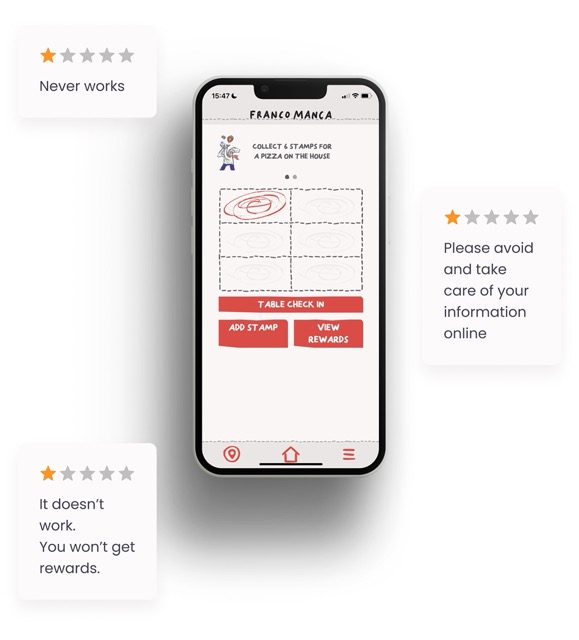 Never works
15:47
FRANCO MANCA
COLLECT 6 STAMPS FOR
A PIZZA ON THE HOUSE
TABLE CHECK IN
ADD STAMP
VIEW
REWARDS
Please avoid
and take
care of your
information
online
It doesn’t
work.
You won’t get
rewards.